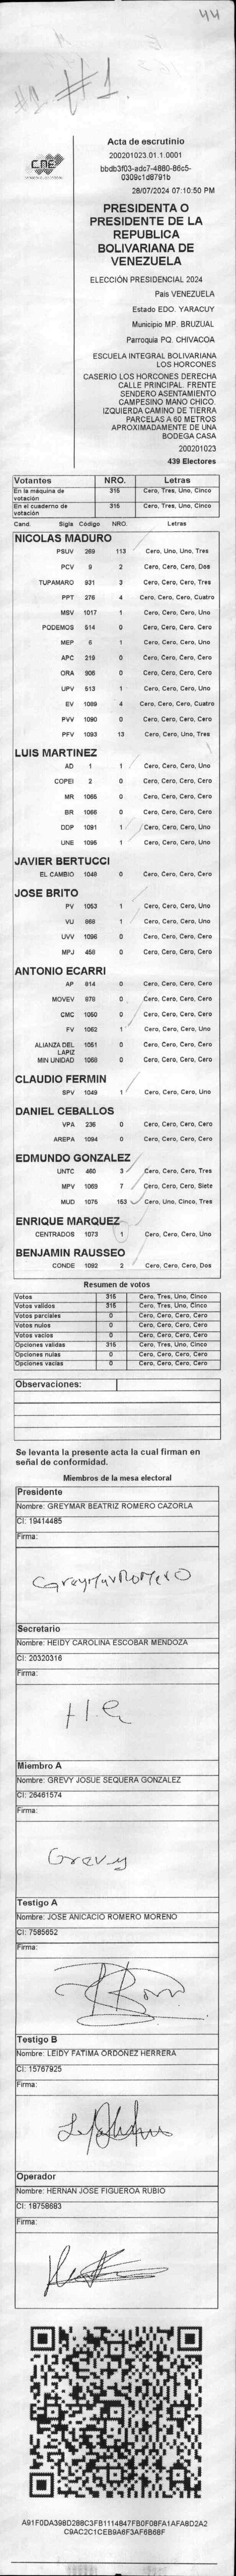 44
#1
CNE
Acta de escrutinio
200201023.01.1.0001
bbdb3f03-adc7-4880-86c5-
0309c1d8791b
28/07/2024 07:10:50 PM
PRESIDENTA O
PRESIDENTE DE LA
REPUBLICA
BOLIVARIANA DE
VENEZUELA
ELECCIÓN PRESIDENCIAL 2024
Pais VENEZUELA
Estado EDO. YARACUY
Municipio MP. BRUZUAL
Parroquia PQ. CHIVACOA
ESCUELA INTEGRAL BOLIVARIANA
LOS HORCONES
CASERIO LOS HORCONES DERECHA
CALLE PRINCIPAL. FRENTE
SENDERO ASENTAMIENTO
CAMPESINO MANO CHICO.
IZQUIERDA CAMINO DE TIERRA
PARCELAS A 60 METROS
APROXIMADAMENTE DE UNA
BODEGA CASA
200201023
439 Electores
Votantes NRO. Letras
En la máquina de votación 315 Cero, Tres, Uno, Cinco
En el cuaderno de votación 315 Cero, Tres, Uno, Cinco
Cand. Sigla Código NRO. Letras
NICOLAS MADURO
PSUV 269 113 Cero, Uno, Uno, Tres
PCV 9 2 Cero, Cero, Cero, Dos
TUPAMARO 931 3 Cero, Cero, Cero, Tres
PPT 276 4 Cero, Cero, Cero, Cuatro
MSV 1017 1 Cero, Cero, Cero, Uno
PODEMOS 514 0 Cero, Cero, Cero, Cero
MEP 6 1 Cero, Cero, Cero, Uno
APC 219 0 Cero, Cero, Cero, Cero
ORA 906 0 Cero, Cero, Cero, Cero
UPV 513 1 Cero, Cero, Cero, Uno
EV 1089 4 Cero, Cero, Cero, Cuatro
PVV 1090 0 Cero, Cero, Cero, Cero
PFV 1093 13 Cero, Cero, Uno, Tres
LUIS MARTINEZ
AD 1 1 Cero, Cero, Cero, Uno
COPEI 2 0 Cero, Cero, Cero, Cero
MR 1065 0 Cero, Cero, Cero, Cero
BR 1066 0 Cero, Cero, Cero, Cero
DDP 1091 1 Cero, Cero, Cero, Uno
UNE 1095 1 Cero, Cero, Cero, Uno
JAVIER BERTUCCI
EL CAMBIO 1048 0 Cero, Cero, Cero, Cero
JOSE BRITO
PV 1053 1 Cero, Cero, Cero, Uno
VU 868 1 Cero, Cero, Cero, Uno
UVV 1096 0 Cero, Cero, Cero, Cero
MPJ 458 0 Cero, Cero, Cero, Cero
ANTONIO ECARRI
AP 814 0 Cero, Cero, Cero, Cero
MOVEV 879 0 Cero, Cero, Cero, Cero
CMC 1050 0 Cero, Cero, Cero, Cero
FV 1062 1 Cero, Cero, Cero, Uno
ALIANZA DEL LAPIZ 1051 0 Cero, Cero, Cero, Cero
MIN UNIDAD 1058 0 Cero, Cero, Cero, Cero
CLAUDIO FERMIN
SPV 1049 1 Cero, Cero, Cero, Uno
DANIEL CEBALLOS
VPA 236 0 Cero, Cero, Cero, Cero
AREPA 1094 0 Cero, Cero, Cero, Cero
EDMUNDO GONZALEZ
UNTC 460 3 Cero, Cero, Cero, Tres
MPV 1069 7 Cero, Cero, Cero, Siete
MUD 1075 153 Cero, Uno, Cinco, Tres
ENRIQUE MARQUEZ
CENTRADOS 1073 1 Cero, Cero, Cero, Uno
BENJAMIN RAUSSEO
CONDE 1092 2 Cero, Cero, Cero, Dos
Resumen de votos
Votos 315 Cero, Tres, Uno, Cinco
Votos validos 315 Cero, Tres, Uno, Cinco
Votos parciales 0 Cero, Cero, Cero, Cero
Votos nulos 0 Cero, Cero, Cero, Cero
Votos vacios 0 Cero, Cero, Cero, Cero
Opciones validas 315 Cero, Tres, Uno, Cinco
Opciones nulas 0 Cero, Cero, Cero, Cero
Opciones vacias 0 Cero, Cero, Cero, Cero
Observaciones:
Se levanta la presente acta la cual firman en
señal de conformidad.
Miembros de la mesa electoral
Presidente
Nombre: GREYMAR BEATRIZ ROMERO CAZORLA
CI: 19414485
Firma:
GreymarRomero
Secretario
Nombre: HEIDY CAROLINA ESCOBAR MENDOZA
CI: 20320316
Firma:
H.E
Miembro A
Nombre: GREVY JOSUE SEQUERA GONZALEZ
CI: 26461574
Firma:
Grevy
Testigo A
Nombre: JOSE ANICACIO ROMERO MORENO
CI: 7585652
Firma:
Testigo B
Nombre: LEIDY FATIMA ORDOÑEZ HERRERA
CI: 15767925
Firma:
Operador
Nombre: HERNAN JOSE FIGUEROA RUBIO
CI: 18758683
Firma:
A91F0DA398D288C3FB1114847FB0F08FA1AFA8D2A2
C9AC2C1CEB9A6F3AF6B68F